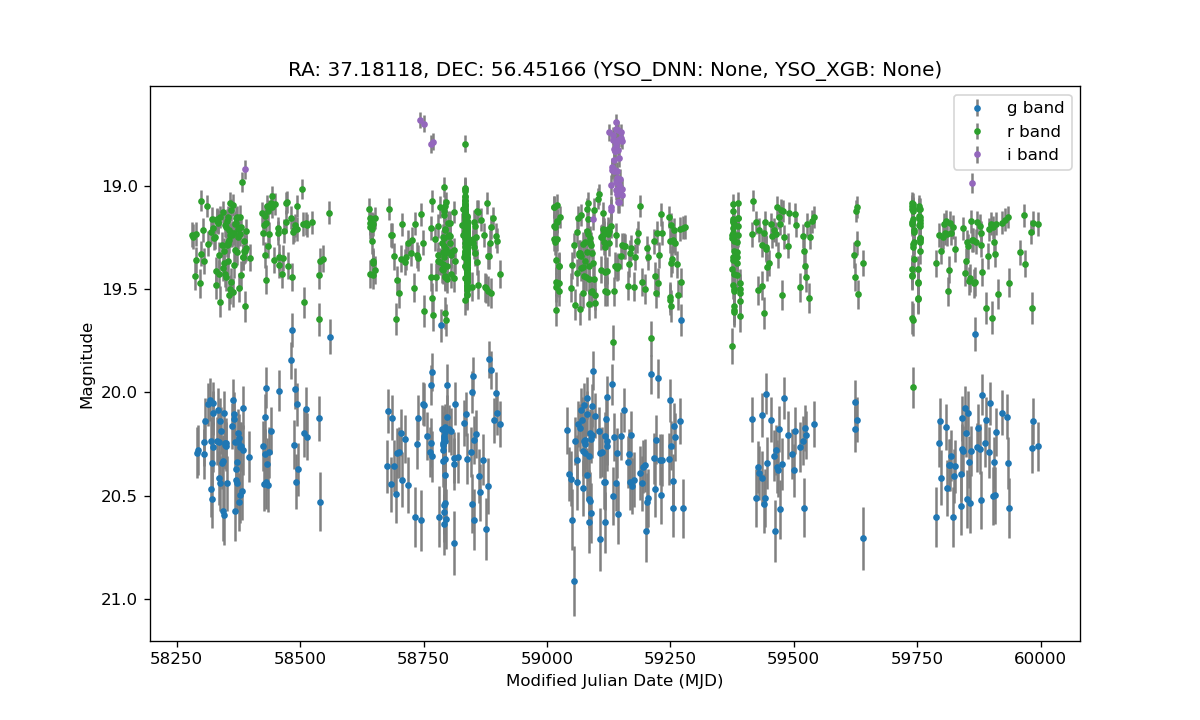 RA: 37.18118, DEC: 56.45166 (YSO_DNN: None, YSO_XGB: None)
g band
r band
i band
Magnitude
19.0
19.5
20.0
20.5
21.0
58250 58500 58750 59000 59250 59500 59750 60000
Modified Julian Date (MJD)